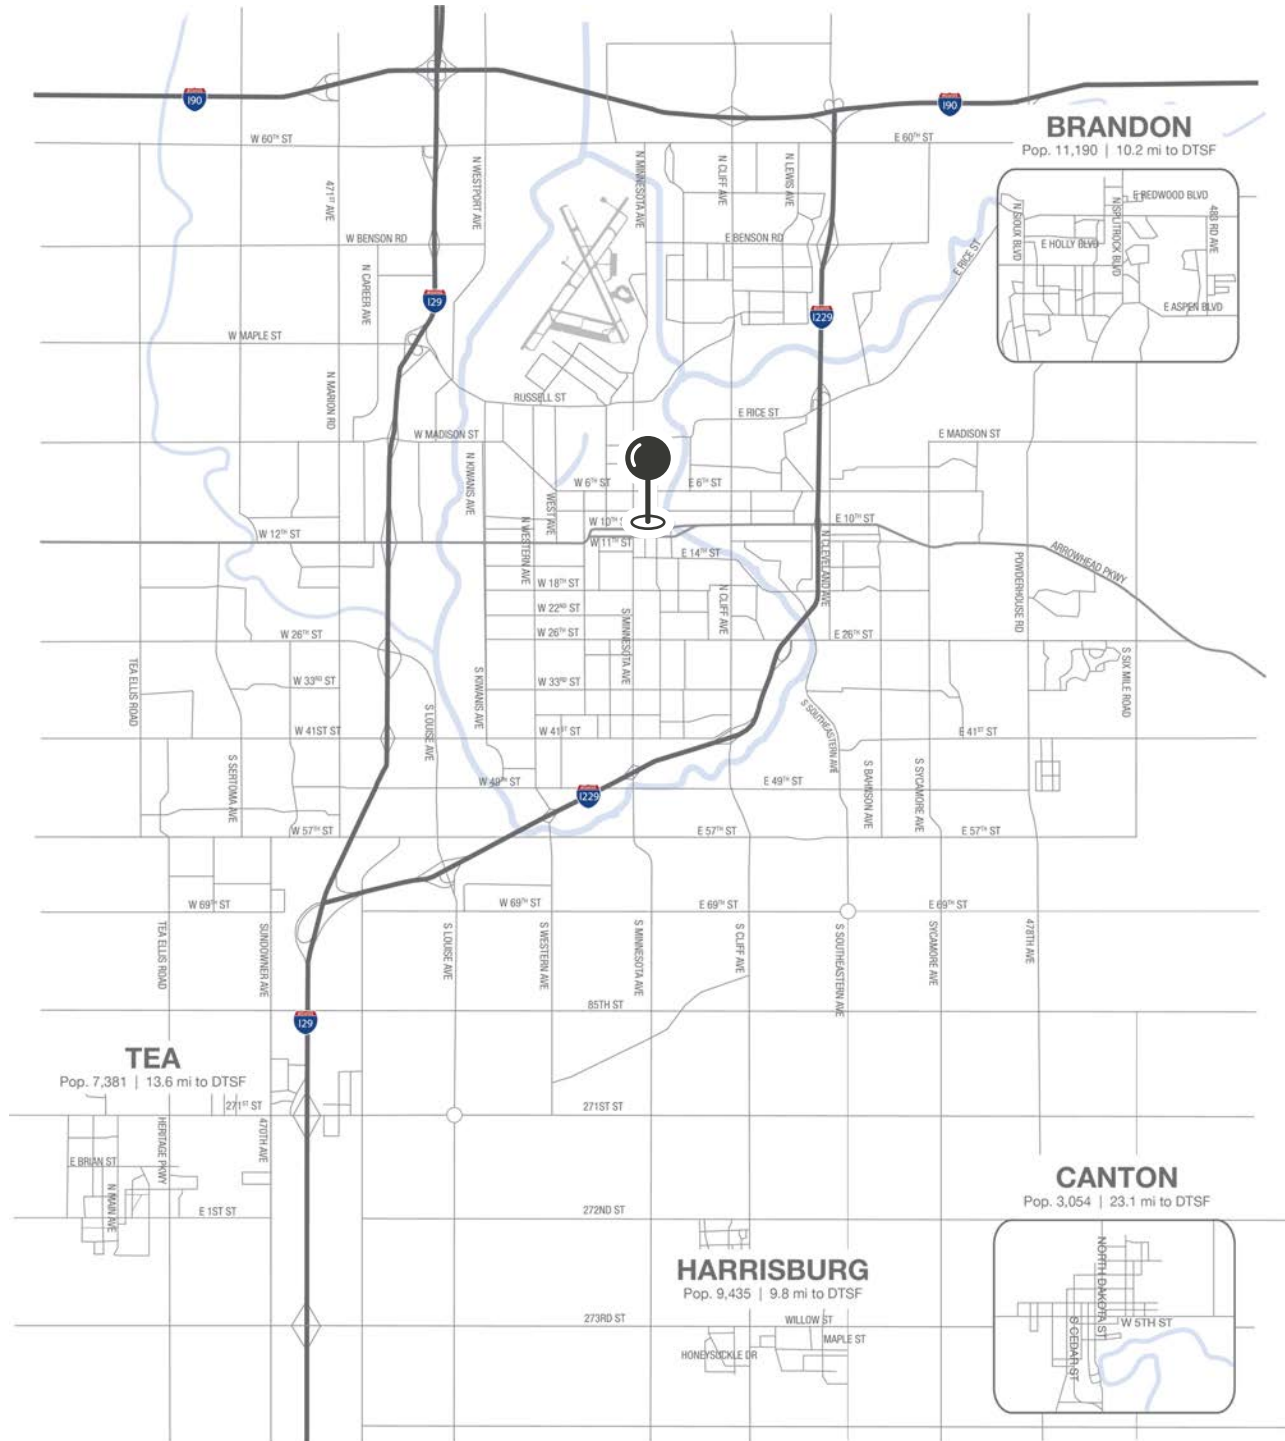 I90
I90
BRANDON
Pop. 11,190 | 10.2 mi to DTSF
W 60TH ST
E 60TH ST
471ST AVE
N WESTPORT AVE
N MINNESOTA AVE
N CLIFF AVE
N LEWIS AVE
E REDWOOD BLVD
N SIOUX BLVD
N SPLITROCK BLVD
483 RD AVE
E HOLLY BLVD
E ASPEN BLVD
W BENSON RD
E BENSON RD
E RICE ST
N CAREER AVE
I29
I229
W MAPLE ST
N MARION RD
RUSSELL ST
E RICE ST
W MADISON ST
E MADISON ST
N KIWANIS AVE
W 6TH ST
E 6TH ST
WEST AVE
N WESTERN AVE
W 10TH
E 10TH ST
W 12TH ST
W 11TH ST
E 14TH ST
N CLEVELAND AVE
ARROWHEAD PKWY
POWDERHOUSE RD
W 18TH ST
N CLIFF AVE
W 22ND ST
S MINNESOTA AVE
W 26TH ST
W 26TH ST
E 26TH ST
TEA ELLIS ROAD
S SIX MILE ROAD
W 33RD ST
W 33RD ST
S KIWANIS AVE
S LOUISE AVE
S SOUTHEASTERN AVE
W 41ST ST
W 41ST ST
E 41ST ST
S SERTOMA AVE
S BAHNSON AVE
S SYCAMORE AVE
W 49TH ST
E 49TH ST
I229
W 57TH ST
E 57TH ST
E 57TH ST
W 69TH ST
W 69TH ST
E 69TH ST
E 69TH ST
TEA ELLIS ROAD
SUNDOWNER AVE
S LOUISE AVE
S WESTERN AVE
S MINNESOTA AVE
S CLIFF AVE
S SOUTHEASTERN AVE
SYCAMORE AVE
478TH AVE
85TH ST
I29
TEA
Pop. 7,381 | 13.6 mi to DTSF
271ST ST
271ST ST
HERITAGE PKWY
470TH AVE
E BRIAN ST
N MAIN AVE
E 1ST ST
272ND ST
CANTON
Pop. 3,054 | 23.1 mi to DTSF
NORTH DAKOTA ST
W 5TH ST
S CEDAR ST
HARRISBURG
Pop. 9,435 | 9.8 mi to DTSF
273RD ST
WILLOW ST
MAPLE ST
HONEYSUCKLE DR